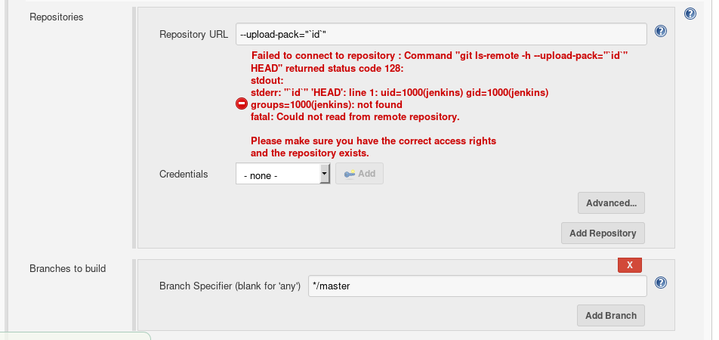 Repositories
Repository URL
--upload-pack="`id`"
Failed to connect to repository : Command "git ls-remote -h --upload-pack="`id`"
HEAD" returned status code 128:
stdout:
stderr: "`id`" 'HEAD': line 1: uid=1000(jenkins) gid=1000(jenkins)
groups=1000(jenkins): not found
fatal: Could not read from remote repository.
Please make sure you have the correct access rights
and the repository exists.
Credentials
- none -
Add
Advanced...
Add Repository
Branches to build
X
Branch Specifier (blank for 'any')
*/master
Add Branch